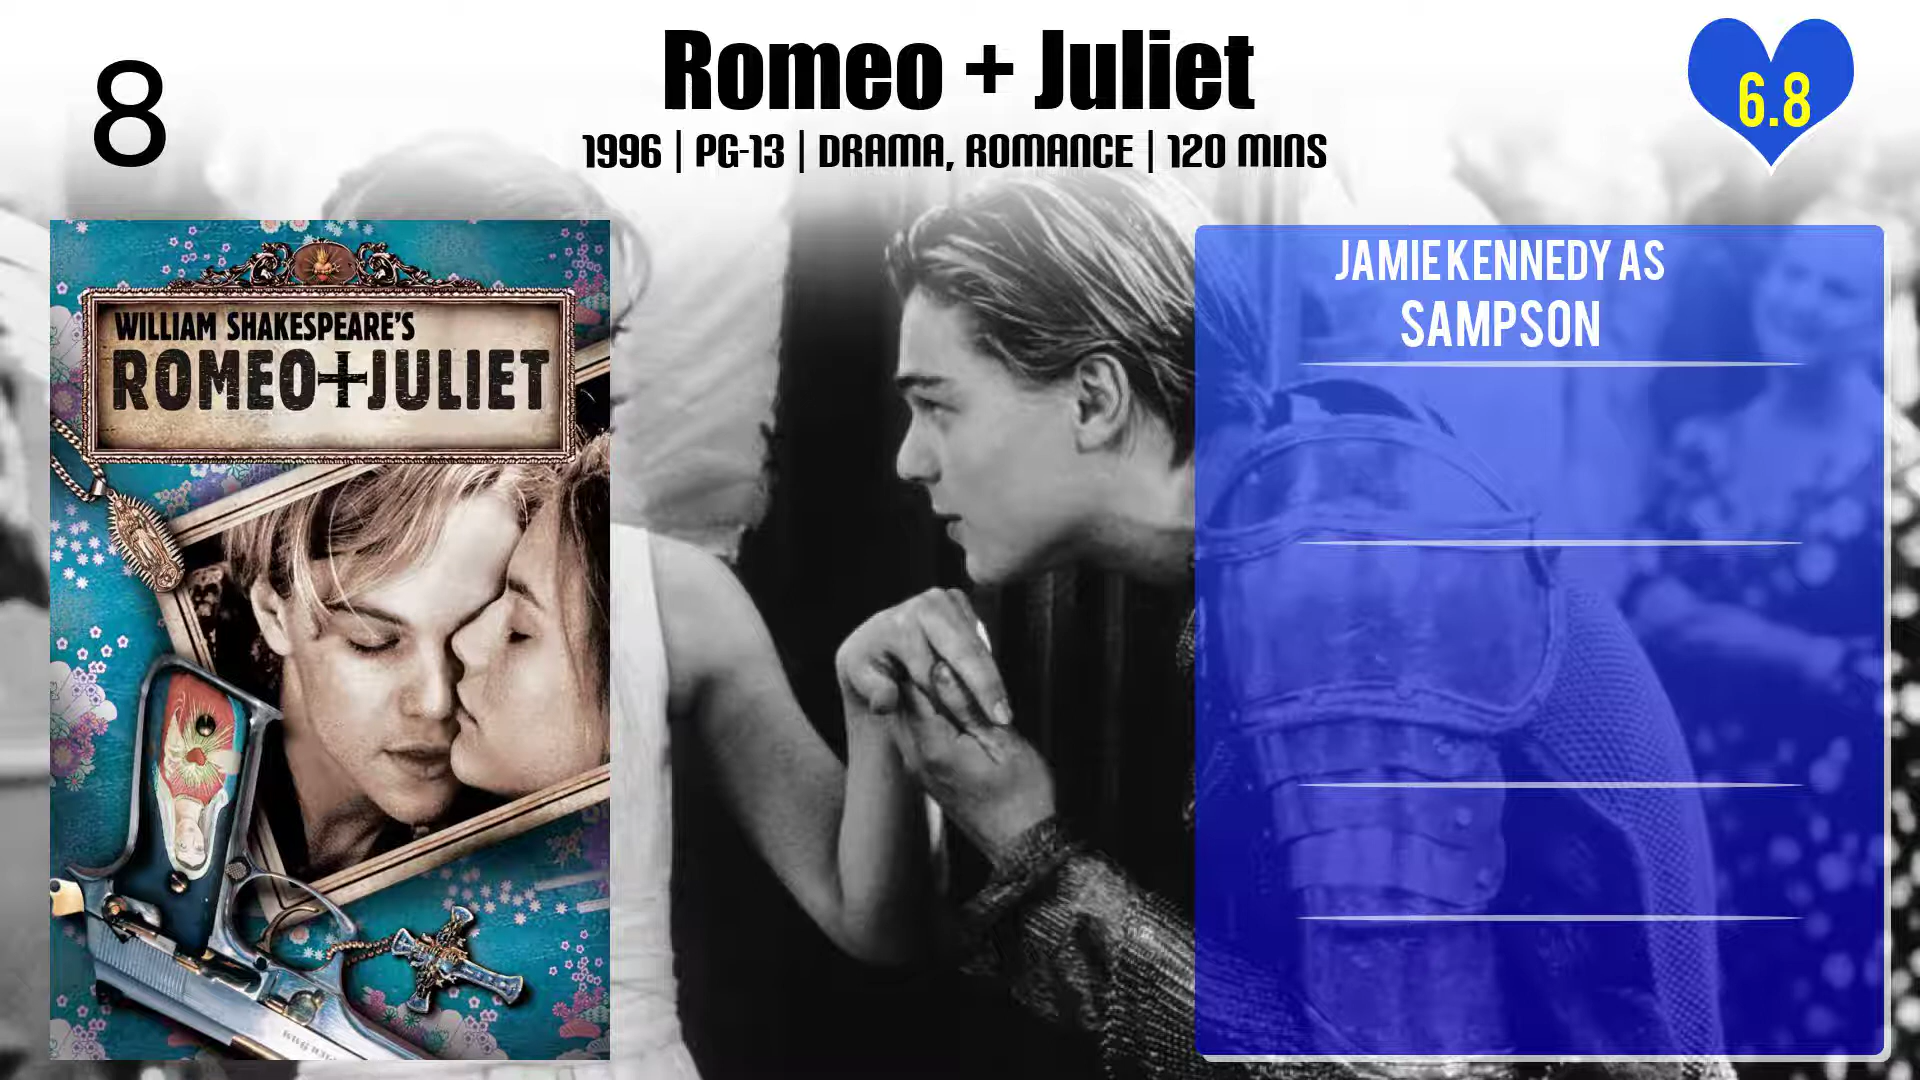 8
Romeo + Juliet
1996 | PG-13 | DRAMA, ROMANCE | 120 MINS
6.8
WILLIAM SHAKESPEARE'S
ROMEO+JULIET
JAMIE KENNEDY AS
SAMPSON